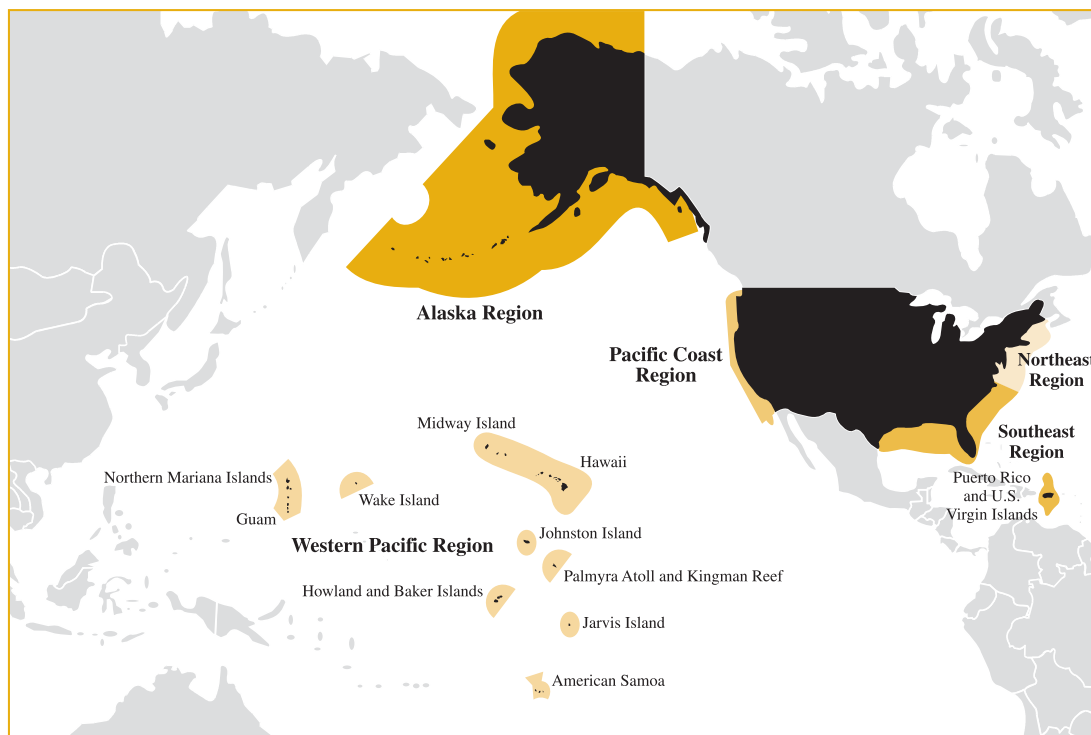 Alaska Region
Pacific Coast
Region
Northeast
Region
Southeast
Region
Puerto Rico
and U.S.
Virgin Islands
Midway Island
Hawaii
Northern Mariana Islands
Wake Island
Guam
Western Pacific Region
Johnston Island
Palmyra Atoll and Kingman Reef
Howland and Baker Islands
Jarvis Island
American Samoa